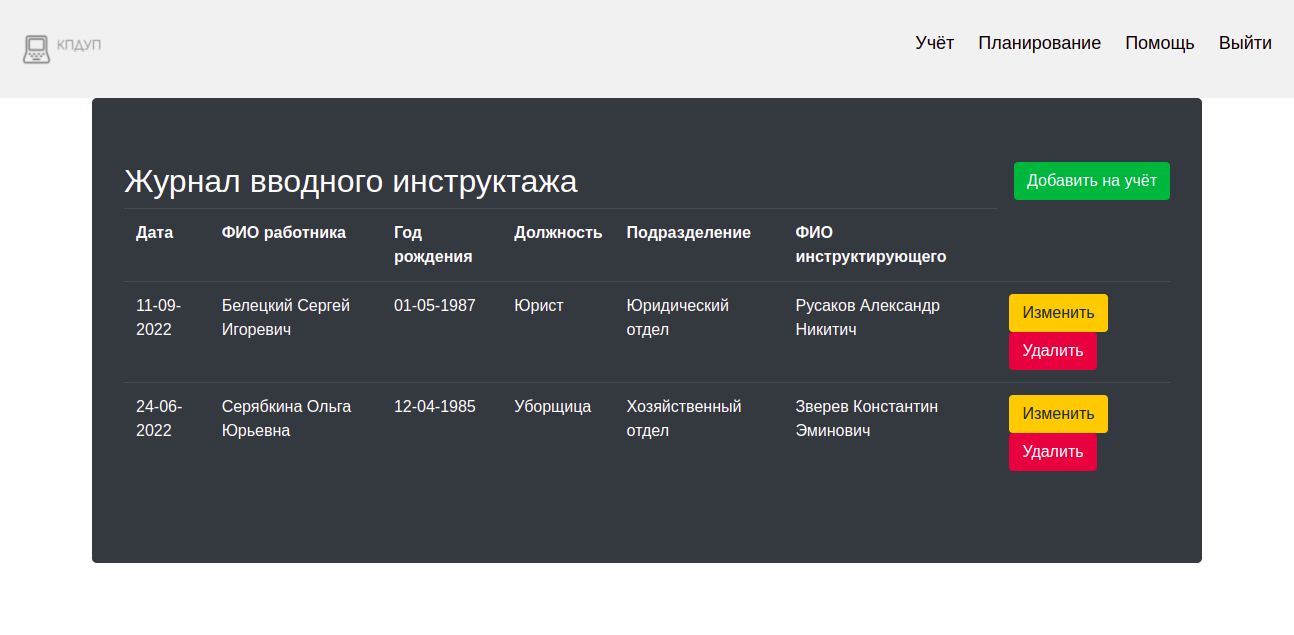 КПДУП
Учёт Планирование Помощь Выйти
Журнал вводного инструктажа
Добавить на учёт
Дата ФИО работника Год рождения Должность Подразделение ФИО инструктирующего
11-09-2022 Белецкий Сергей Игоревич 01-05-1987 Юрист Юридический отдел Русаков Александр Никитич Изменить
Удалить
24-06-2022 Серябкина Ольга Юрьевна 12-04-1985 Уборщица Хозяйственный отдел Зверев Константин Эминович Изменить
Удалить